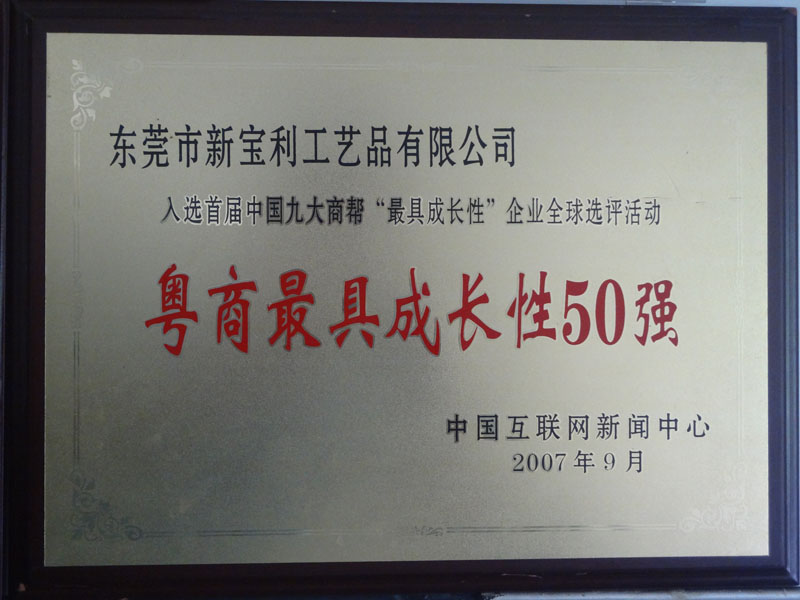 东莞市新宝利工艺品有限公司
入选首届中国九大商帮“最具成长性”企业全球选评活动
粤商最具成长性50强
中国互联网新闻中心
2007年9月